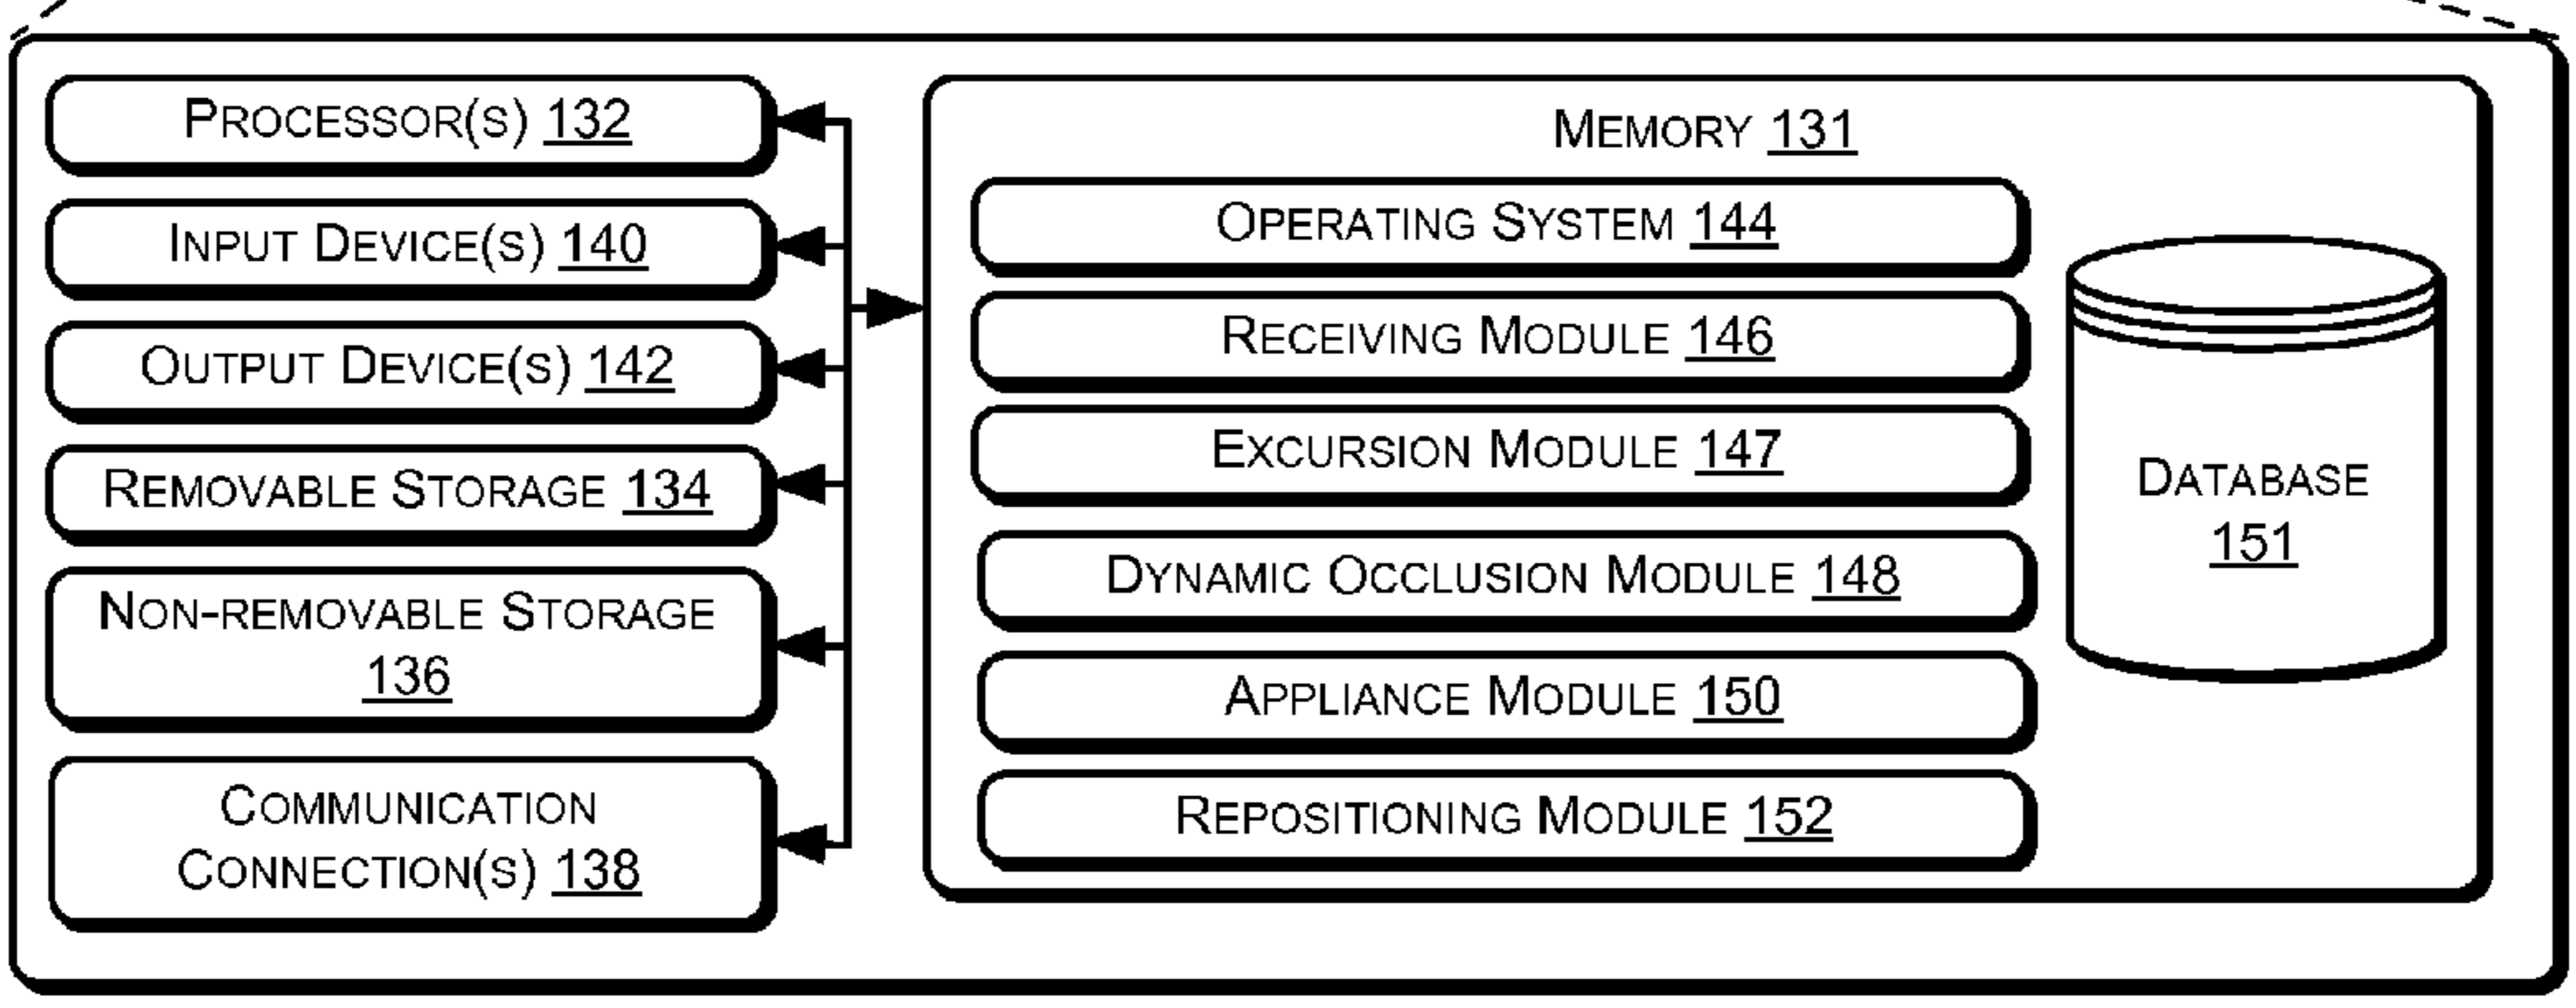 PROCESSOR(S) 132
INPUT DEVICE(S) 140
OUTPUT DEVICE(S) 142
REMOVABLE STORAGE 134
NON-REMOVABLE STORAGE
136
COMMUNICATION
CONNECTION(S) 138
MEMORY 131
OPERATING SYSTEM 144
RECEIVING MODULE 146
EXCURSION MODULE 147
DYNAMIC OCCLUSION MODULE 148
APPLIANCE MODULE 150
REPOSITIONING MODULE 152
DATABASE
151